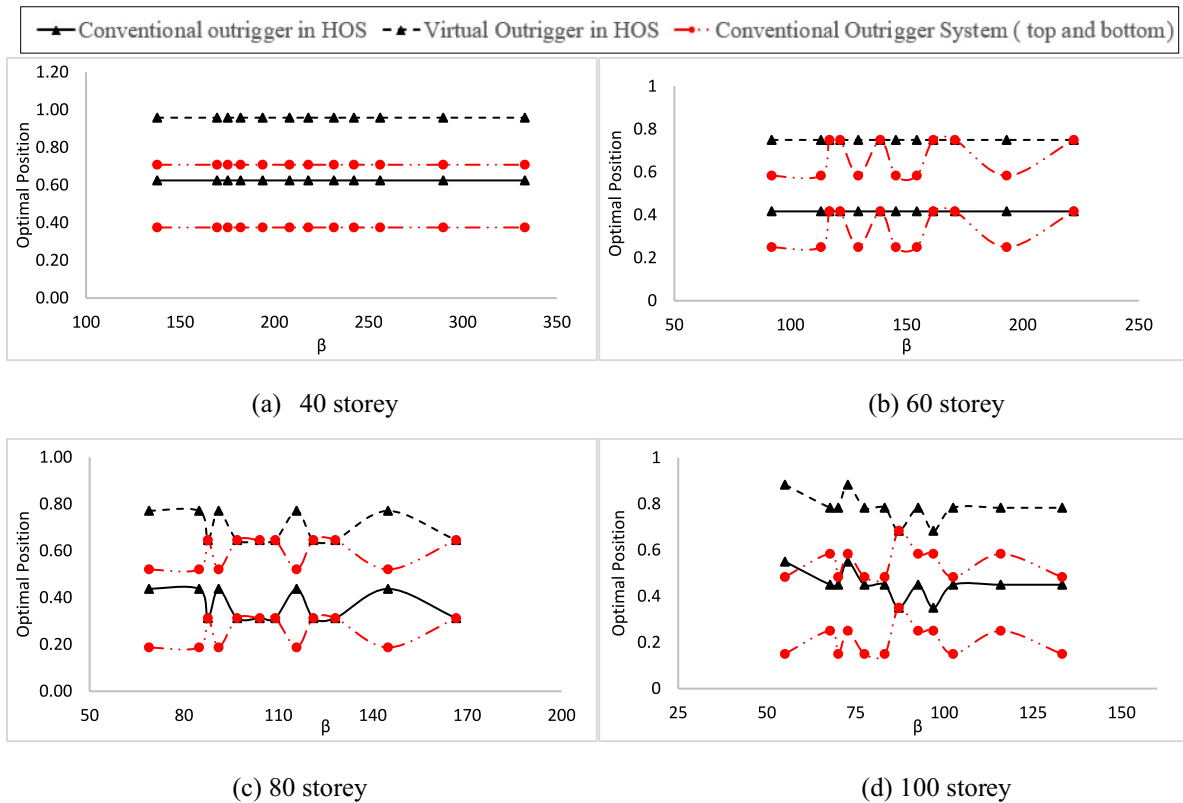 Conventional outrigger in HOS Virtual Outrigger in HOS Conventional Outrigger System ( top and bottom)
1.20
1.00
0.80
0.60
0.40
0.20
0.00
Optimal Position
100 150 200 250 300 350
β
(a) 40 storey
1
0.8
0.6
0.4
0.2
0
Optimal Position
50 100 150 200 250
β
(b) 60 storey
1.00
0.80
0.60
0.40
0.20
0.00
Optimal Position
50 80 110 140 170 200
β
(c) 80 storey
1
0.8
0.6
0.4
0.2
0
Optimal Position
25 50 75 100 125 150
β
(d) 100 storey